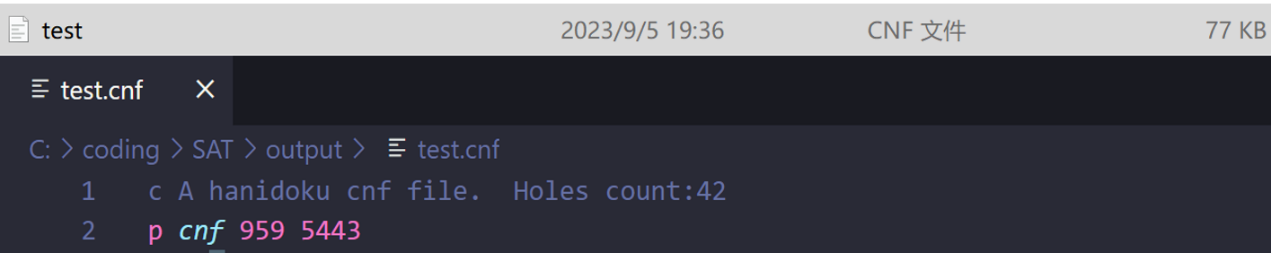 test 2023/9/5 19:36 CNF 文件 77 KB
test.cnf
C: > coding > SAT > output > test.cnf
1 c A hanidoku cnf file.  Holes count:42
2 p cnf 959 5443